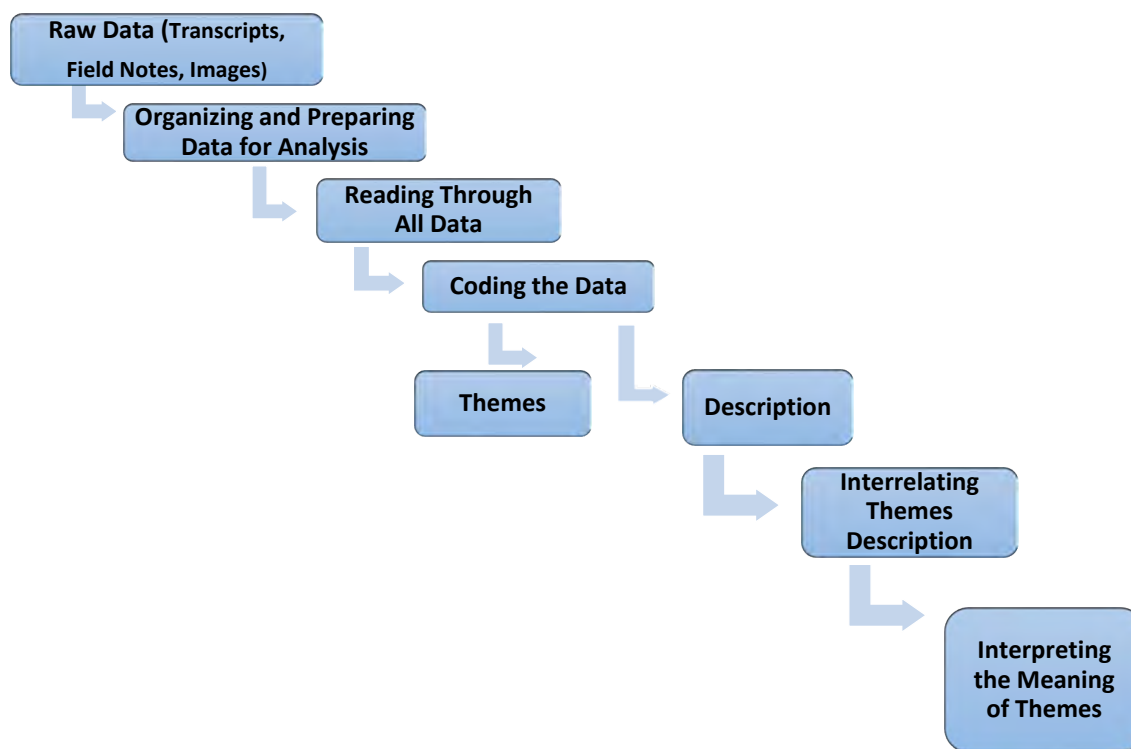 Raw Data (Transcripts,
Field Notes, Images)
Organizing and Preparing
Data for Analysis
Reading Through
All Data
Coding the Data
Themes
Description
Interrelating
Themes
Description
Interpreting
the Meaning
of Themes